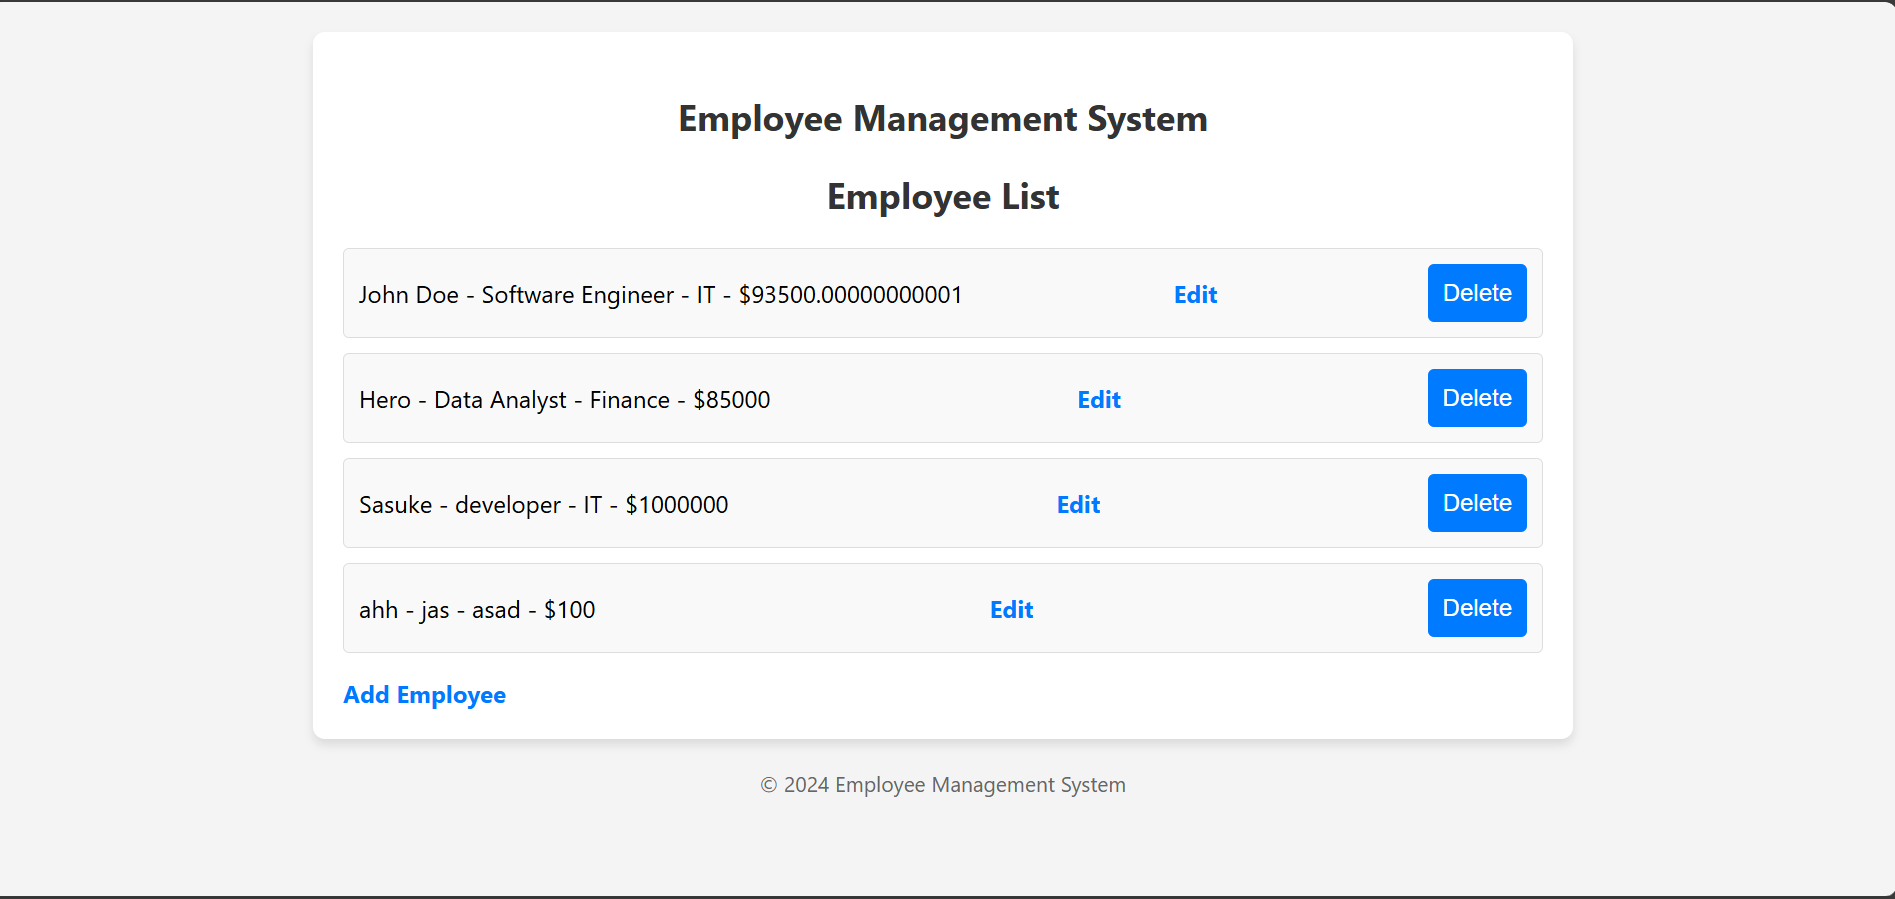 Employee Management System
Employee List
John Doe - Software Engineer - IT - $93500.00000000001 Edit Delete
Hero - Data Analyst - Finance - $85000 Edit Delete
Sasuke - developer - IT - $1000000 Edit Delete
ahh - jas - asad - $100 Edit Delete
Add Employee
© 2024 Employee Management System